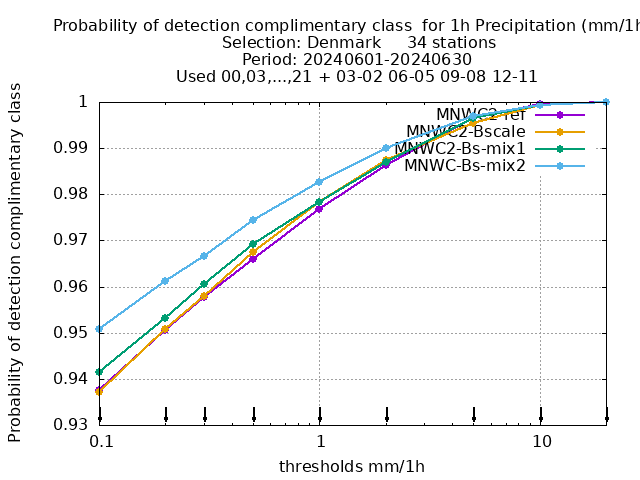 Probability of detection complimentary class  for 1h Precipitation (mm/1h
Selection: Denmark     34 stations
Period: 20240601-20240630
Used 00,03,...,21 + 03-02 06-05 09-08 12-11
Probability of detection complimentary class
1
0.99
0.98
0.97
0.96
0.95
0.94
0.93
MNWC2-ref
MNWC2-Bscale
MNWC2-Bs-mix1
MNWC-Bs-mix2
0.1
1
10
thresholds mm/1h